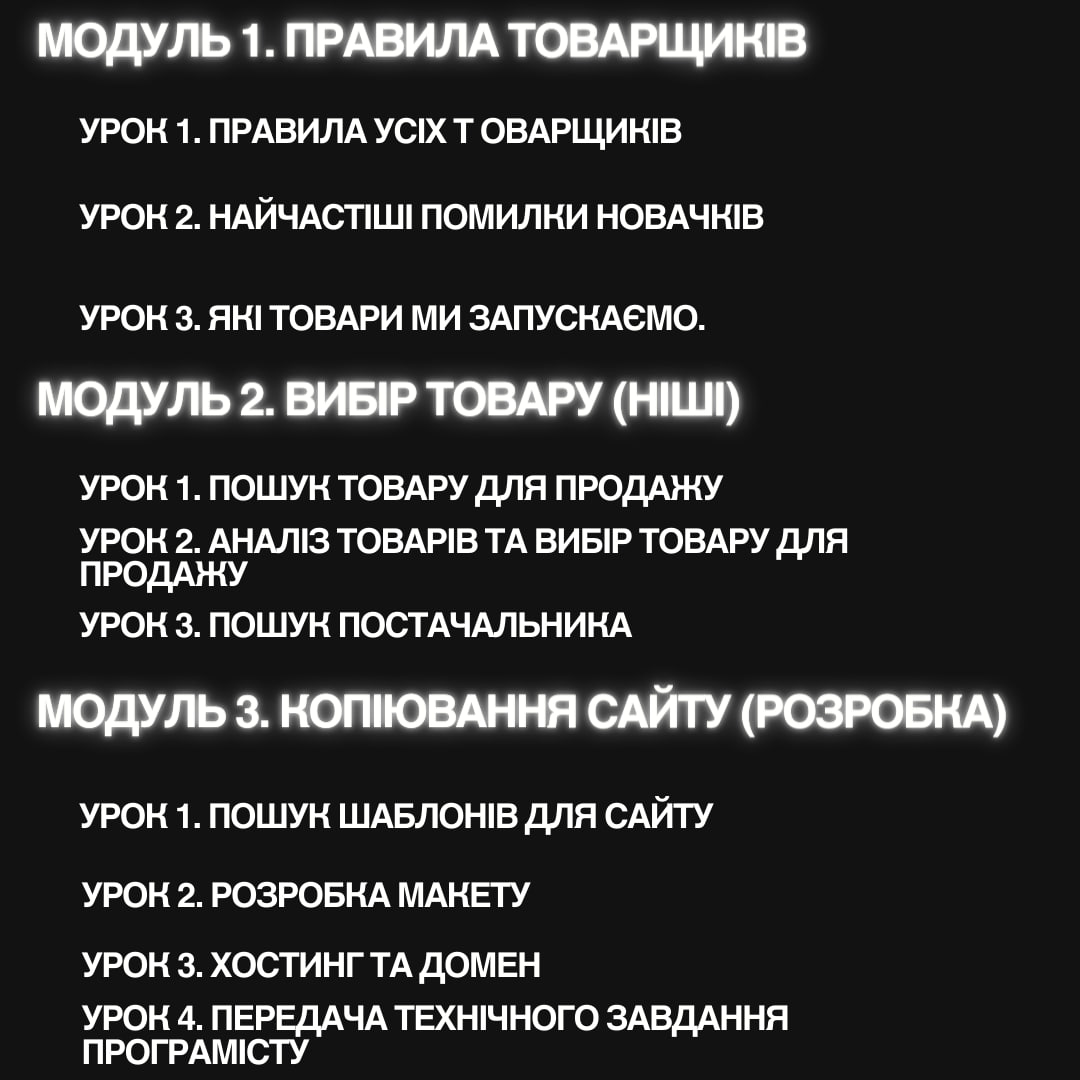 МОДУЛЬ 1. ПРАВИЛА ТОВАРЩИКІВ
УРОК 1. ПРАВИЛА УСІХ Т ОВАРЩИКІВ
УРОК 2. НАЙЧАСТІШІ ПОМИЛКИ НОВАЧКІВ
УРОК 3. ЯКІ ТОВАРИ МИ ЗАПУСКАЄМО.
МОДУЛЬ 2. ВИБІР ТОВАРУ (НІШІ)
УРОК 1. ПОШУК ТОВАРУ ДЛЯ ПРОДАЖУ
УРОК 2. АНАЛІЗ ТОВАРІВ ТА ВИБІР ТОВАРУ ДЛЯ
ПРОДАЖУ
УРОК 3. ПОШУК ПОСТАЧАЛЬНИКА
МОДУЛЬ 3. КОПІЮВАННЯ САЙТУ (РОЗРОБКА)
УРОК 1. ПОШУК ШАБЛОНІВ ДЛЯ САЙТУ
УРОК 2. РОЗРОБКА МАКЕТУ
УРОК 3. ХОСТИНГ ТА ДОМЕН
УРОК 4. ПЕРЕДАЧА ТЕХНІЧНОГО ЗАВДАННЯ
ПРОГРАМІСТУ